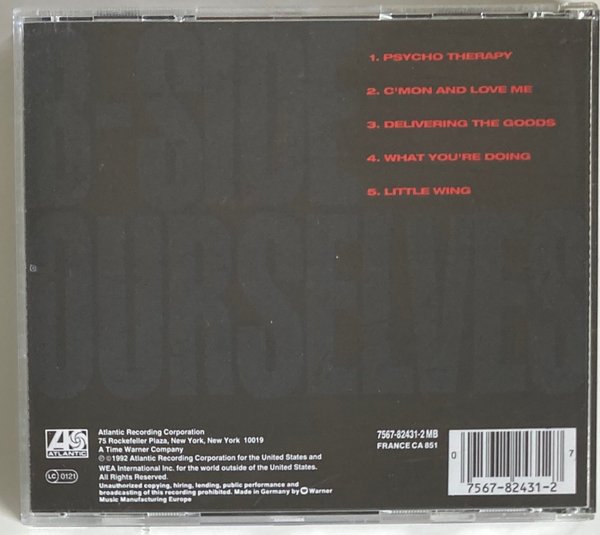 B-SIDE
OURSELVES
1. PSYCHO THERAPY
2. C'MON AND LOVE ME
3. DELIVERING THE GOODS
4. WHAT YOU'RE DOING
5. LITTLE WING
ATLANTIC
LC 0121
Atlantic Recording Corporation
75 Rockefeller Plaza, New York, New York 10019
A Time Warner Company
℗ © 1992 Atlantic Recording Corporation for the United States and
WEA International Inc. for the world outside of the United States.
All Rights Reserved.
Unauthorized copying, hiring, lending, public performance and
broadcasting of this recording prohibited. Made in Germany by Warner
Music Manufacturing Europe
7567-82431-2 MB
FRANCE CA 851
0 7
7567-82431-2